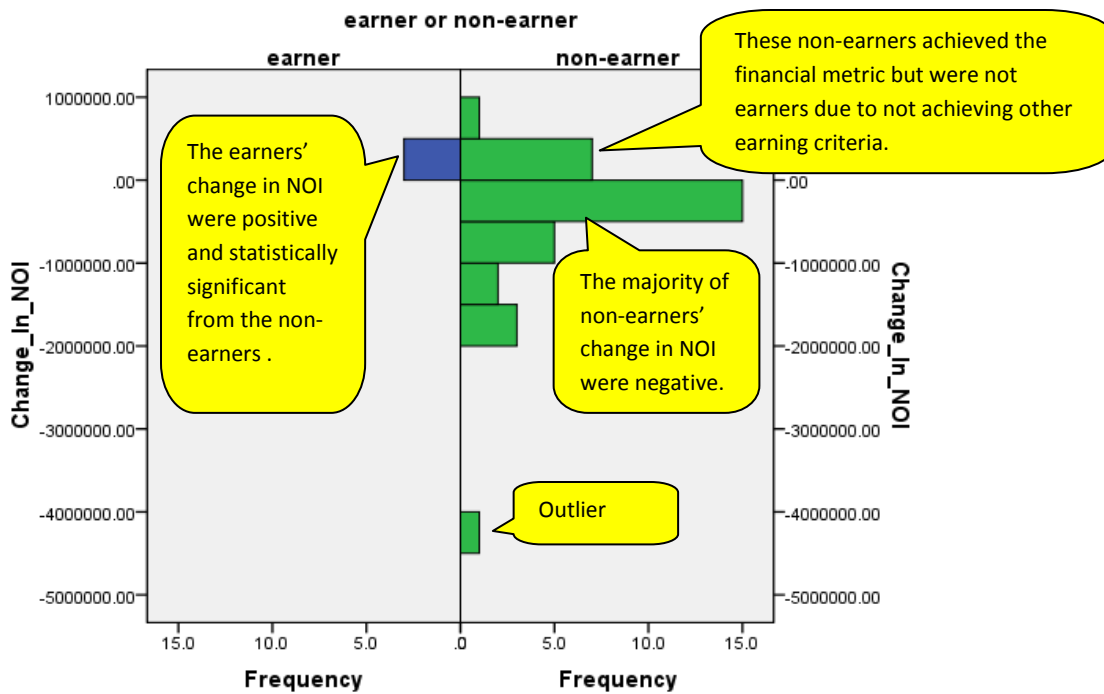 earner or non-earner
earner
non-earner
These non-earners achieved the
financial metric but were not
earners due to not achieving other
earning criteria.
The earners’
change in NOI
were positive
and statistically
significant
from the non-
earners .
The majority of
non-earners’
change in NOI
were negative.
Outlier
Change_In_NOI
1000000.00
.00
-1000000.00
-2000000.00
-3000000.00
-4000000.00
-5000000.00
.00
-1000000.00
-2000000.00
-3000000.00
-4000000.00
-5000000.00
Change_In_NOI
15.0
10.0
5.0
.0
5.0
10.0
15.0
Frequency
Frequency